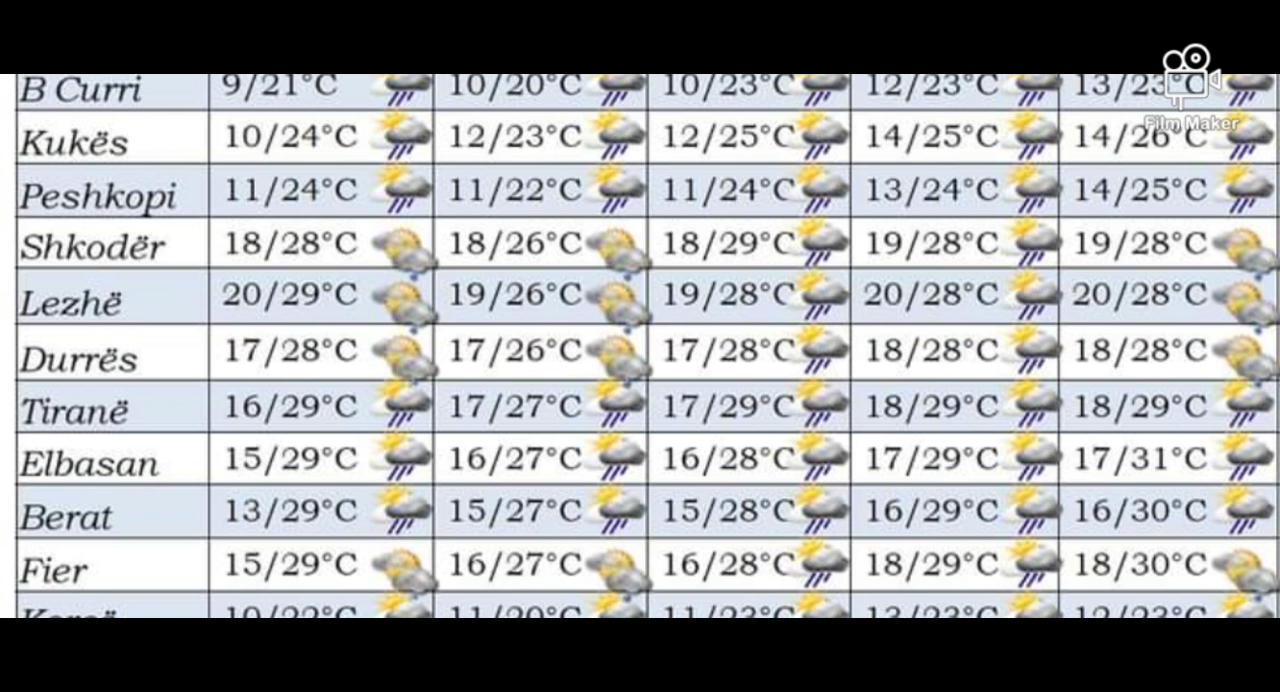 B Curri 9/21°C 10/20°C 10/23°C 12/23°C 13/23°C
Film Maker
Kukës 10/24°C 12/23°C 12/25°C 14/25°C 14/26°C
Peshkopi 11/24°C 11/22°C 11/24°C 13/24°C 14/25°C
Shkodër 18/28°C 18/26°C 18/29°C 19/28°C 19/28°C
Lezhë 20/29°C 19/26°C 19/28°C 20/28°C 20/28°C
Durrës 17/28°C 17/26°C 17/28°C 18/28°C 18/28°C
Tiranë 16/29°C 17/27°C 17/29°C 18/29°C 18/29°C
Elbasan 15/29°C 16/27°C 16/28°C 17/29°C 17/31°C
Berat 13/29°C 15/27°C 15/28°C 16/29°C 16/30°C
Fier 15/29°C 16/27°C 16/28°C 18/29°C 18/30°C